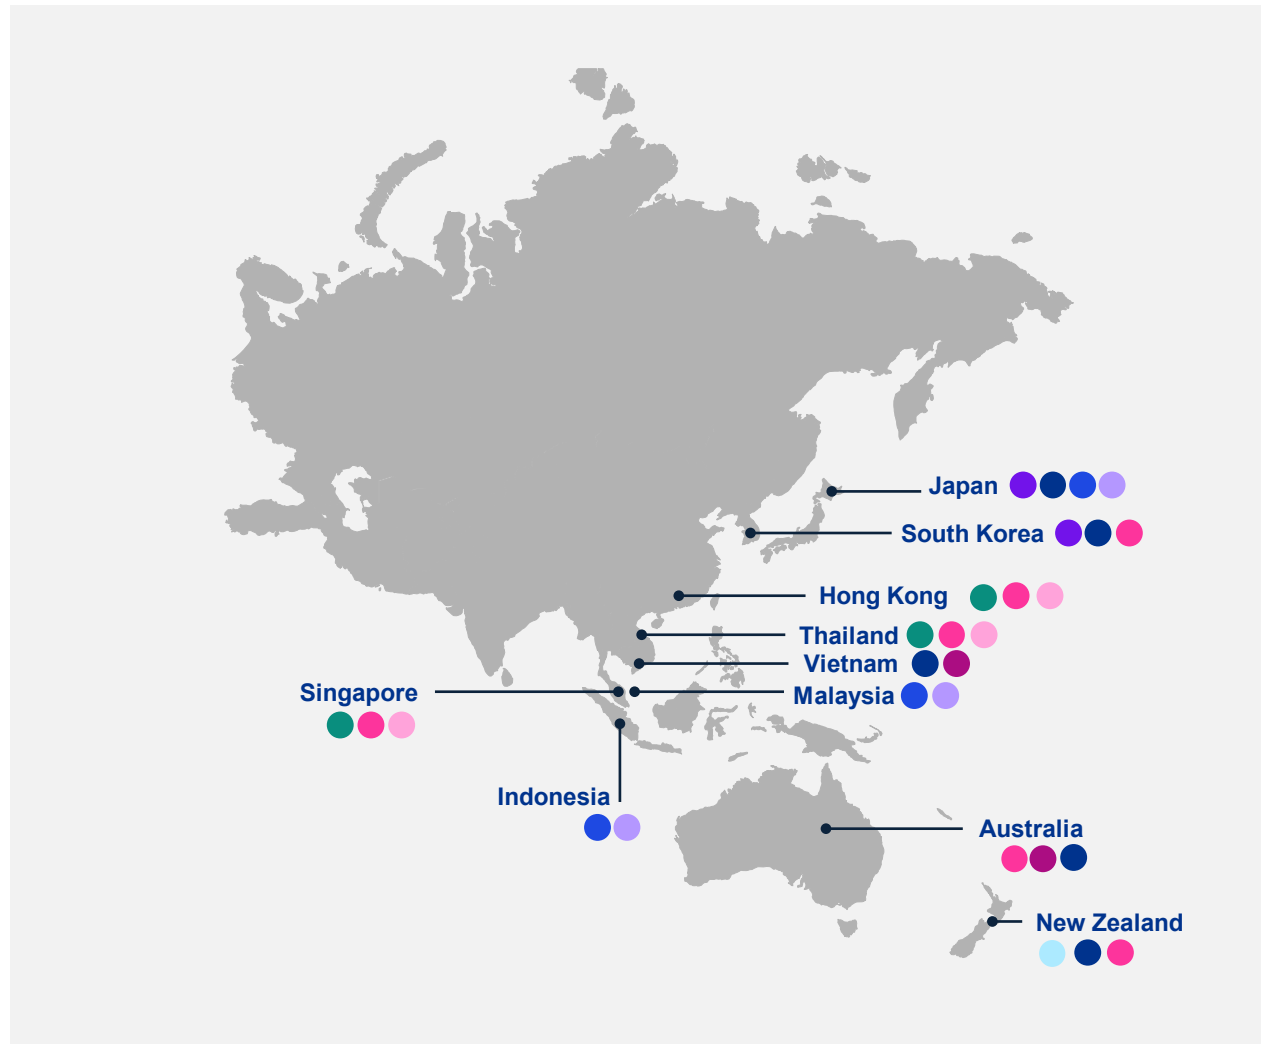 Japan
South Korea
Hong Kong
Thailand
Vietnam
Malaysia
Singapore
Indonesia
Australia
New Zealand